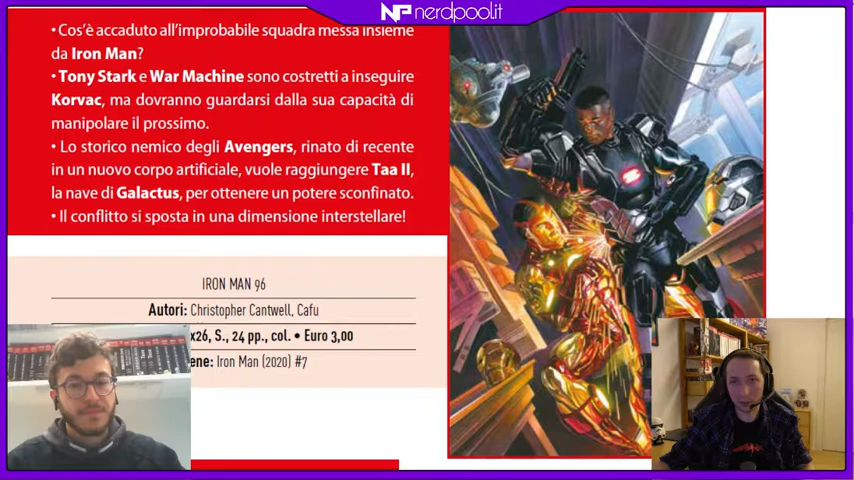 NP nerdpool.it
• Cos'è accaduto all'improbabile squadra messa insieme
da Iron Man?
• Tony Stark e War Machine sono costretti a inseguire
Korvac, ma dovranno guardarsi dalla sua capacità di
manipolare il prossimo.
• Lo storico nemico degli Avengers, rinato di recente
in un nuovo corpo artificiale, vuole raggiungere Taa II,
la nave di Galactus, per ottenere un potere sconfinato.
• Il conflitto si sposta in una dimensione interstellare!
IRON MAN 96
Autori: Christopher Cantwell, Cafu
x26, S., 24 pp., col. • Euro 3,00
ene: Iron Man (2020) #7